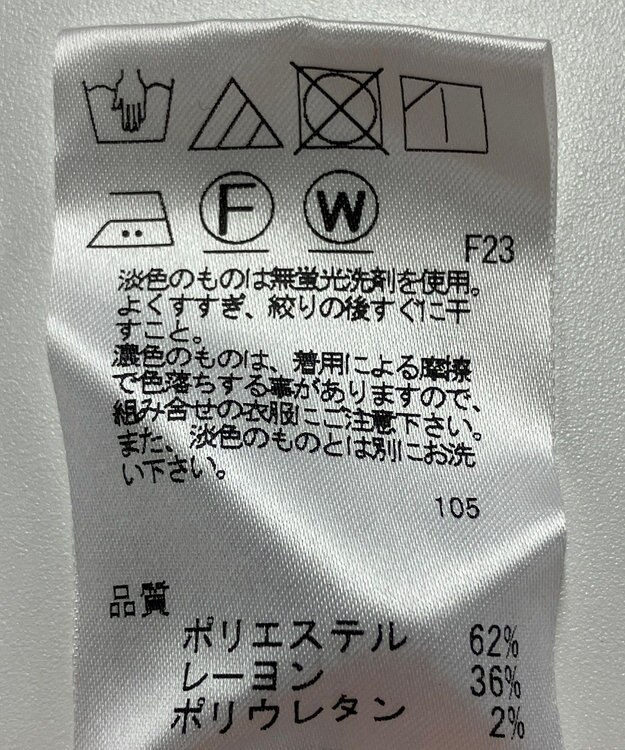 F W
F23
淡色のものは無蛍光洗剤を使用。
よくすすぎ、絞りの後すぐに干
すこと。
濃色のものは、着用による摩擦
で色落ちする事がありますので、
組み合せの衣服にご注意下さい。
また、淡色のものとは別にお洗
い下さい。
105
品質
ポリエステル 62%
レーヨン 36%
ポリウレタン 2%